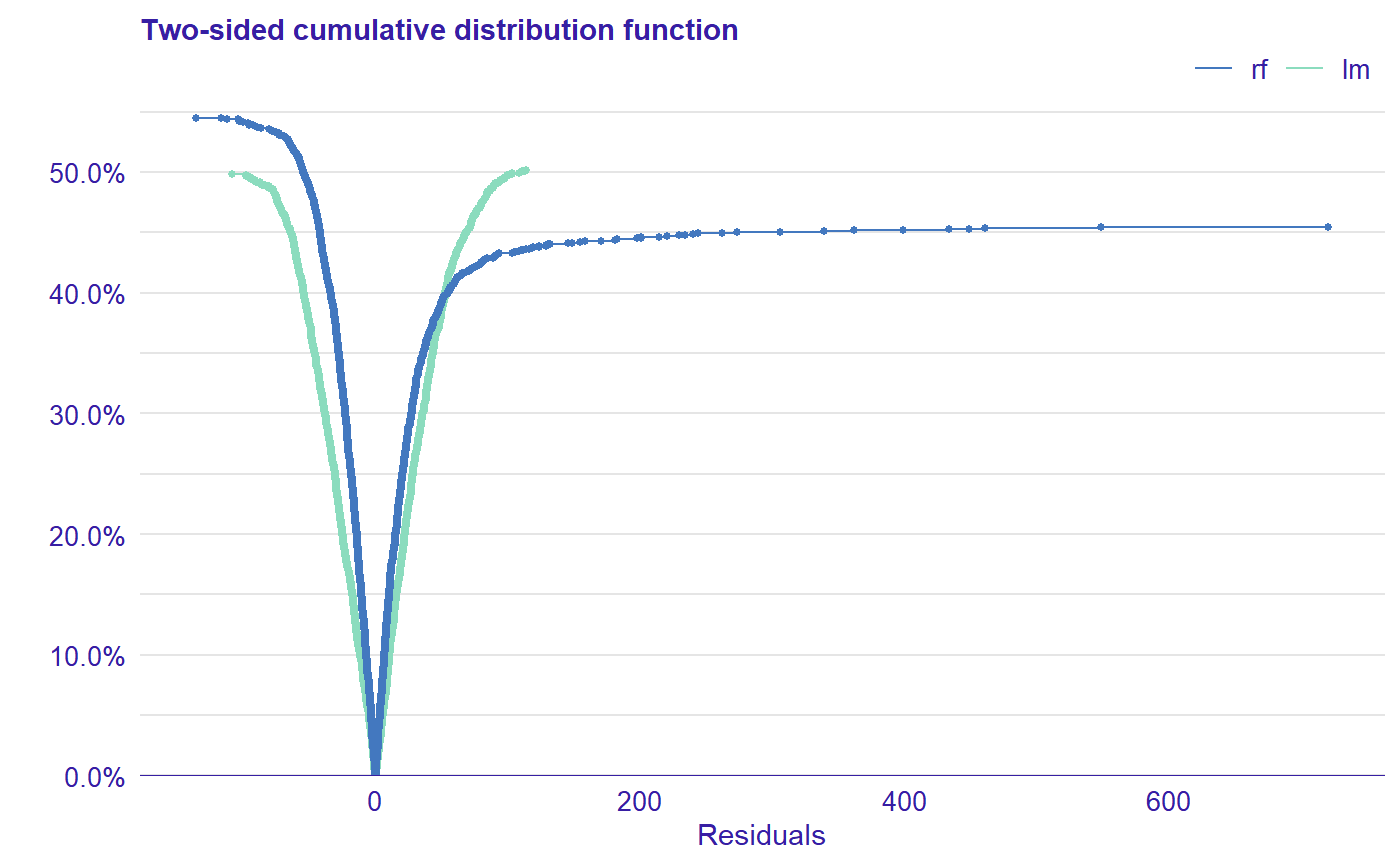 Two-sided cumulative distribution function
rf lm
50.0%
40.0%
30.0%
20.0%
10.0%
0.0%
0 200 400 600
Residuals